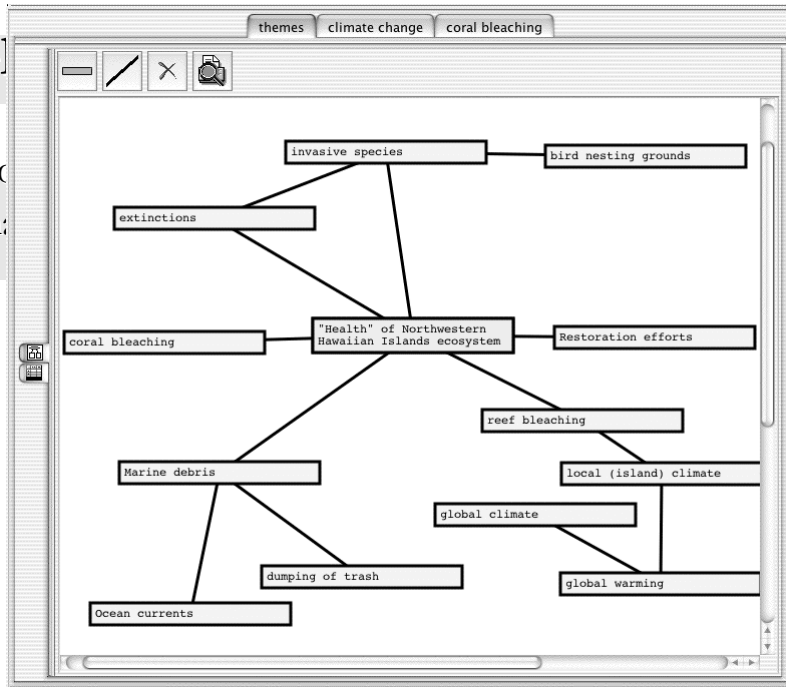 themes
climate change
coral bleaching
invasive species
bird nesting grounds
extinctions
"Health" of Northwestern
Hawaiian Islands ecosystem
coral bleaching
Restoration efforts
reef bleaching
Marine debris
local (island) climate
global climate
dumping of trash
global warming
Ocean currents